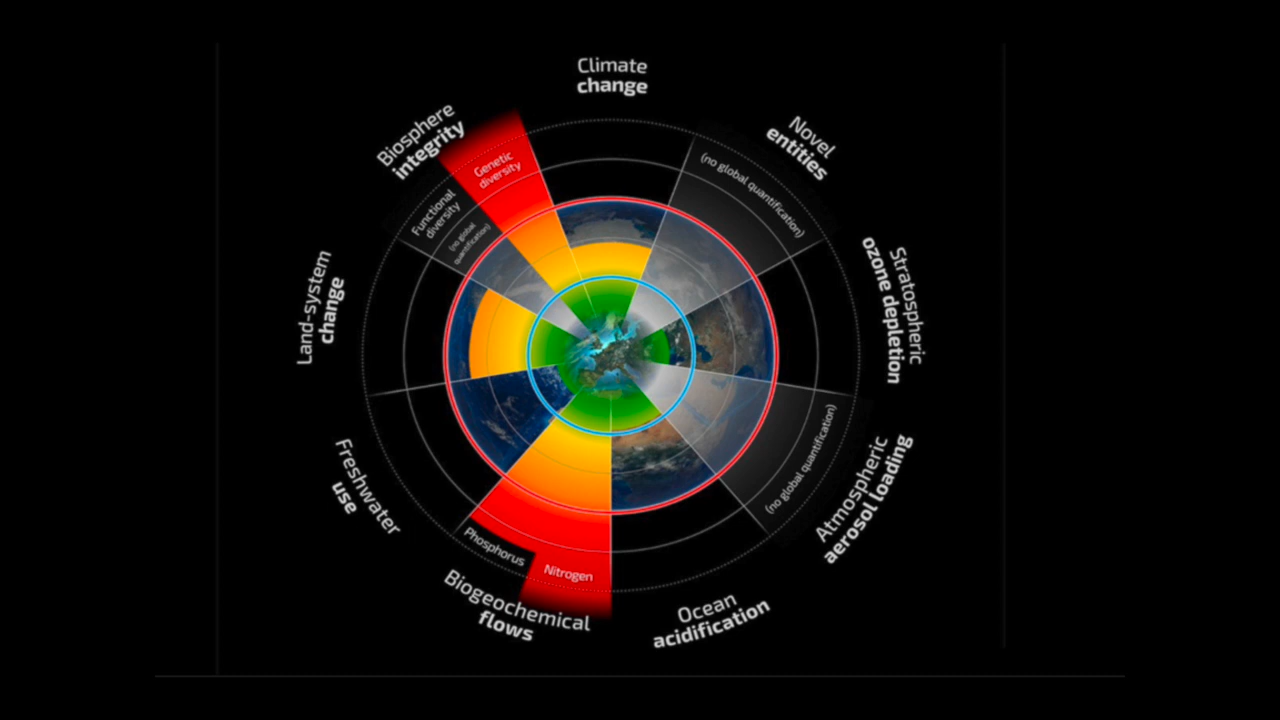 Climate
change
Novel
entities
(no global quantification)
Stratospheric
ozone depletion
Atmospheric
aerosol loading
(no global quantification)
Ocean
acidification
Biogeochemical
flows
Phosphorus
Nitrogen
Freshwater
use
Land-system
change
Biosphere
integrity
Functional
diversity
(no global
quantification)
Genetic
diversity